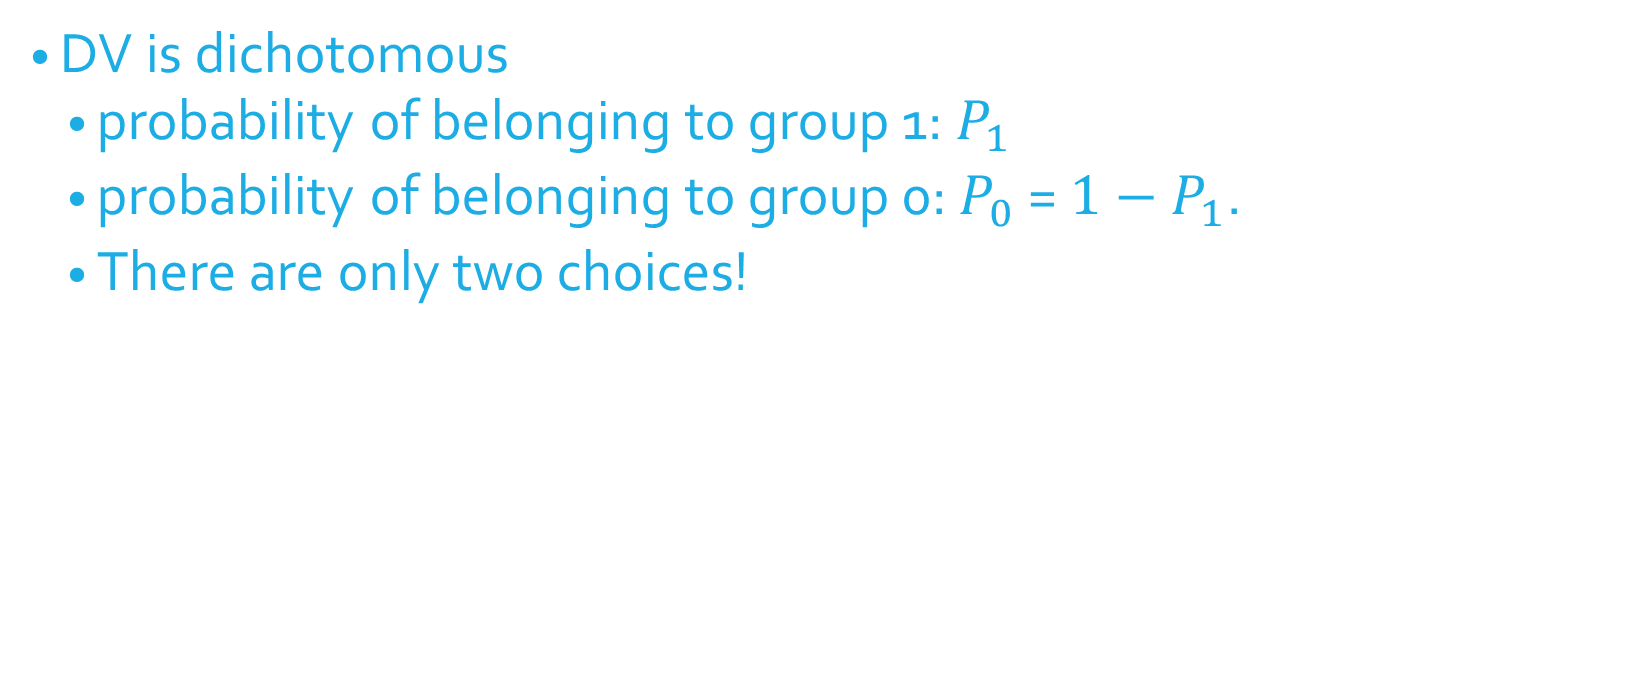 • DV is dichotomous
• probability of belonging to group 1: P₁
• probability of belonging to group 0: P₀ = 1 − P₁.
• There are only two choices!